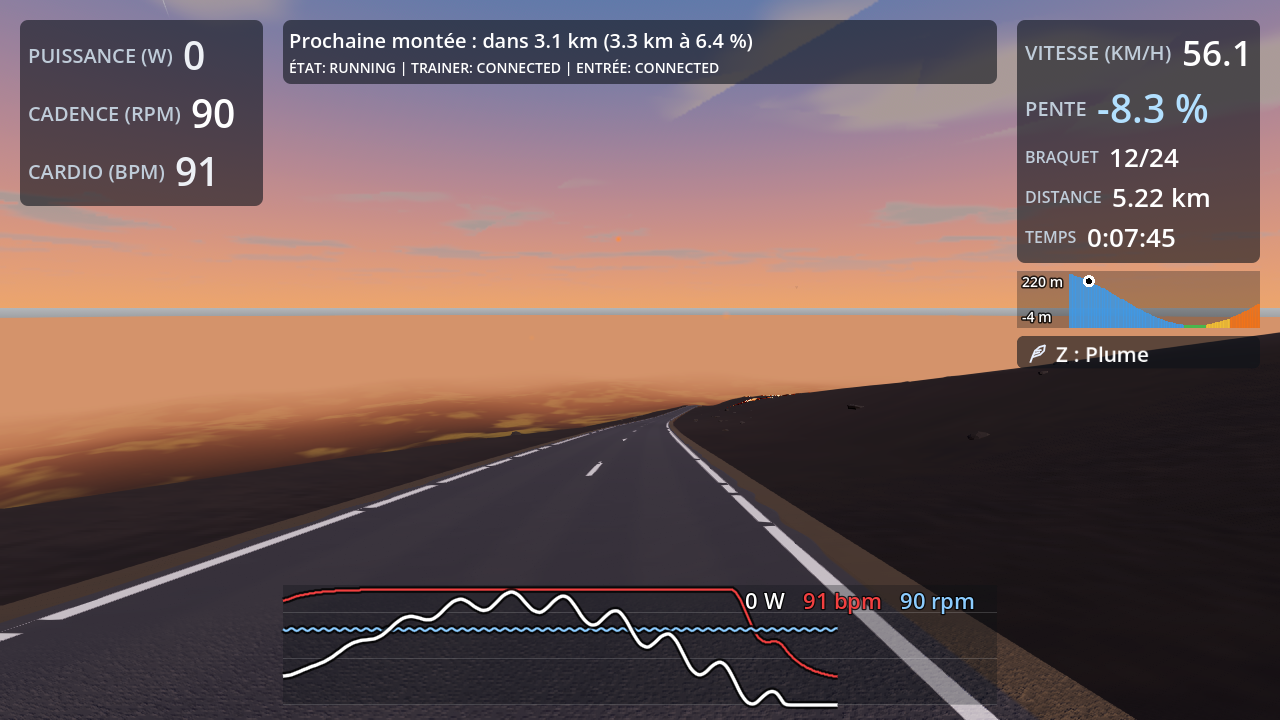 PUISSANCE (W) 0
CADENCE (RPM) 90
CARDIO (BPM) 91
Prochaine montée : dans 3.1 km (3.3 km à 6.4 %)
ÉTAT: RUNNING | TRAINER: CONNECTED | ENTRÉE: CONNECTED
VITESSE (KM/H) 56.1
PENTE -8.3 %
BRAQUET 12/24
DISTANCE 5.22 km
TEMPS 0:07:45
220 m
-4 m
Z : Plume
0 W 91 bpm 90 rpm